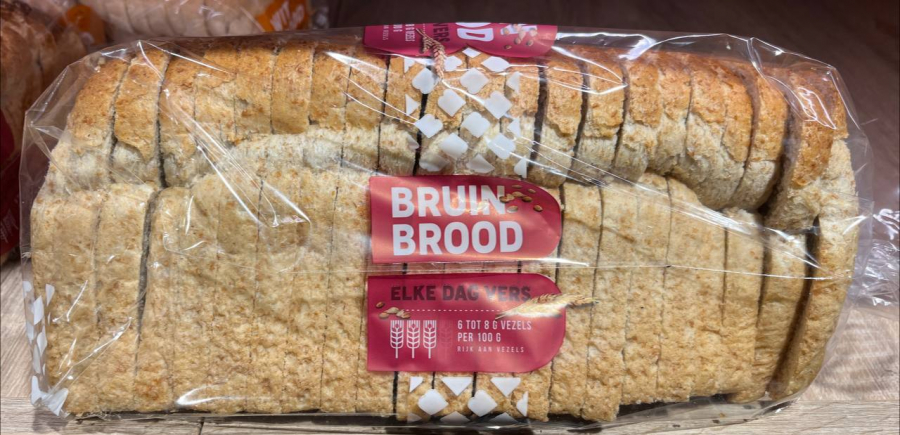 BRUIN
BROOD
ELKE DAG VERS
6 TOT 8 G VEZELS
PER 100 G
RIJK AAN VEZELS